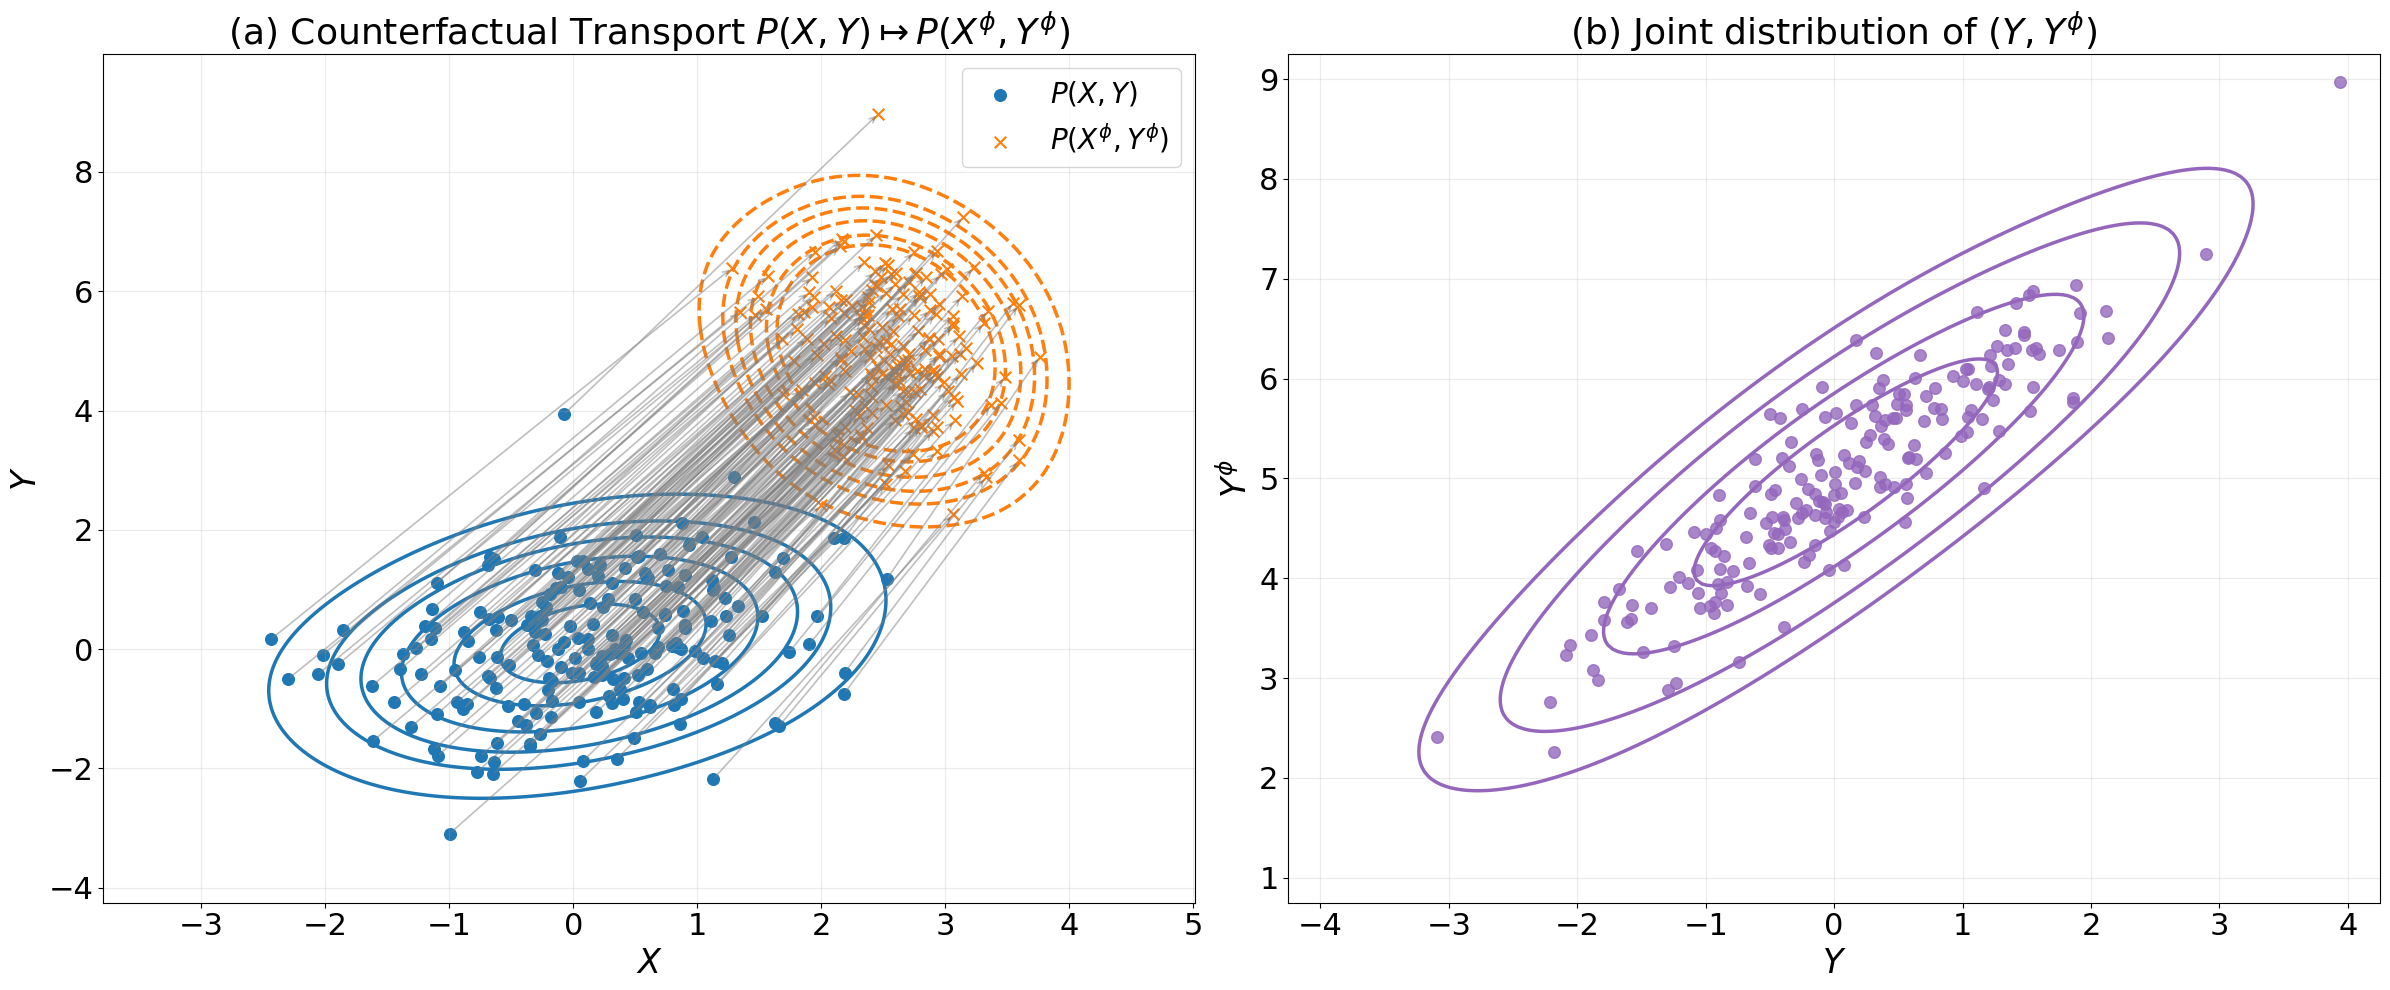 (a) Counterfactual Transport P(X, Y) ↦ P(X^ϕ, Y^ϕ)
P(X, Y)
P(X^ϕ, Y^ϕ)
8
6
4
2
0
−2
−4
Y
−3 −2 −1 0 1 2 3 4 5
X
(b) Joint distribution of (Y, Y^ϕ)
9
8
7
6
5
4
3
2
1
Y^ϕ
−4 −3 −2 −1 0 1 2 3 4
Y